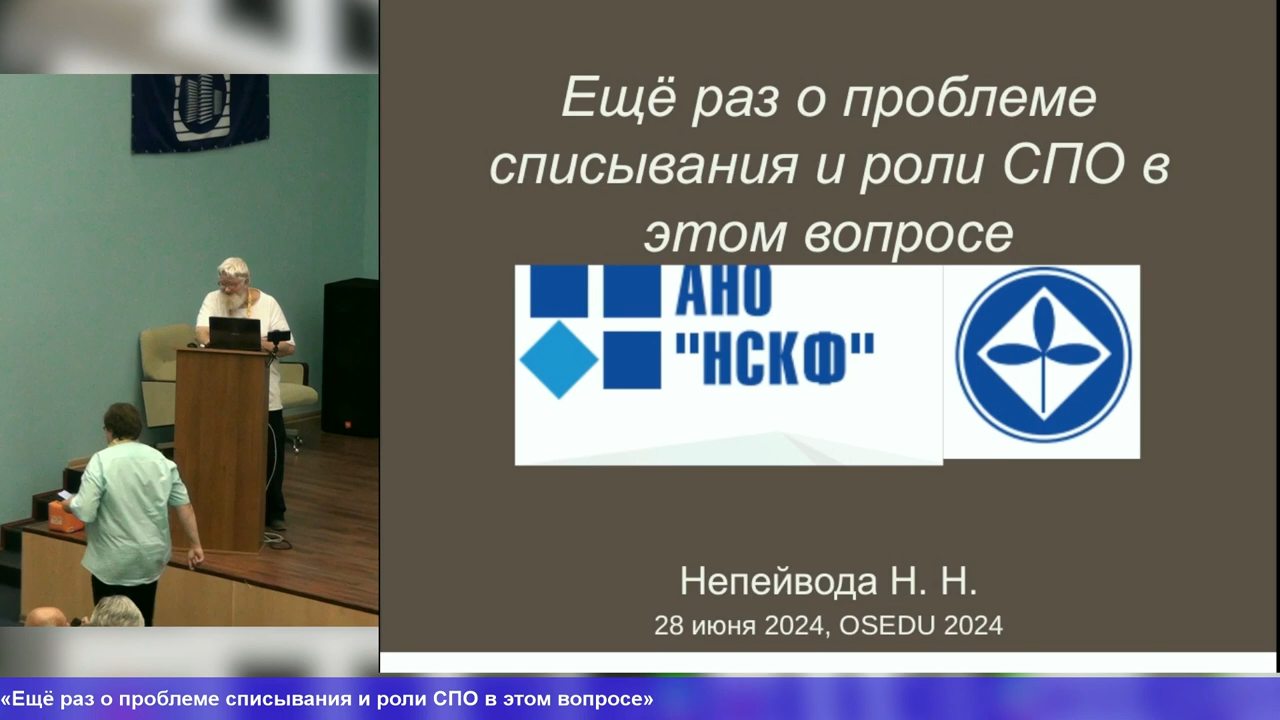 Ещё раз о проблеме
списывания и роли СПО в
этом вопросе
АНО
"НСКФ"
Непейвода Н. Н.
28 июня 2024, OSEDU 2024
«Ещё раз о проблеме списывания и роли СПО в этом вопросе»